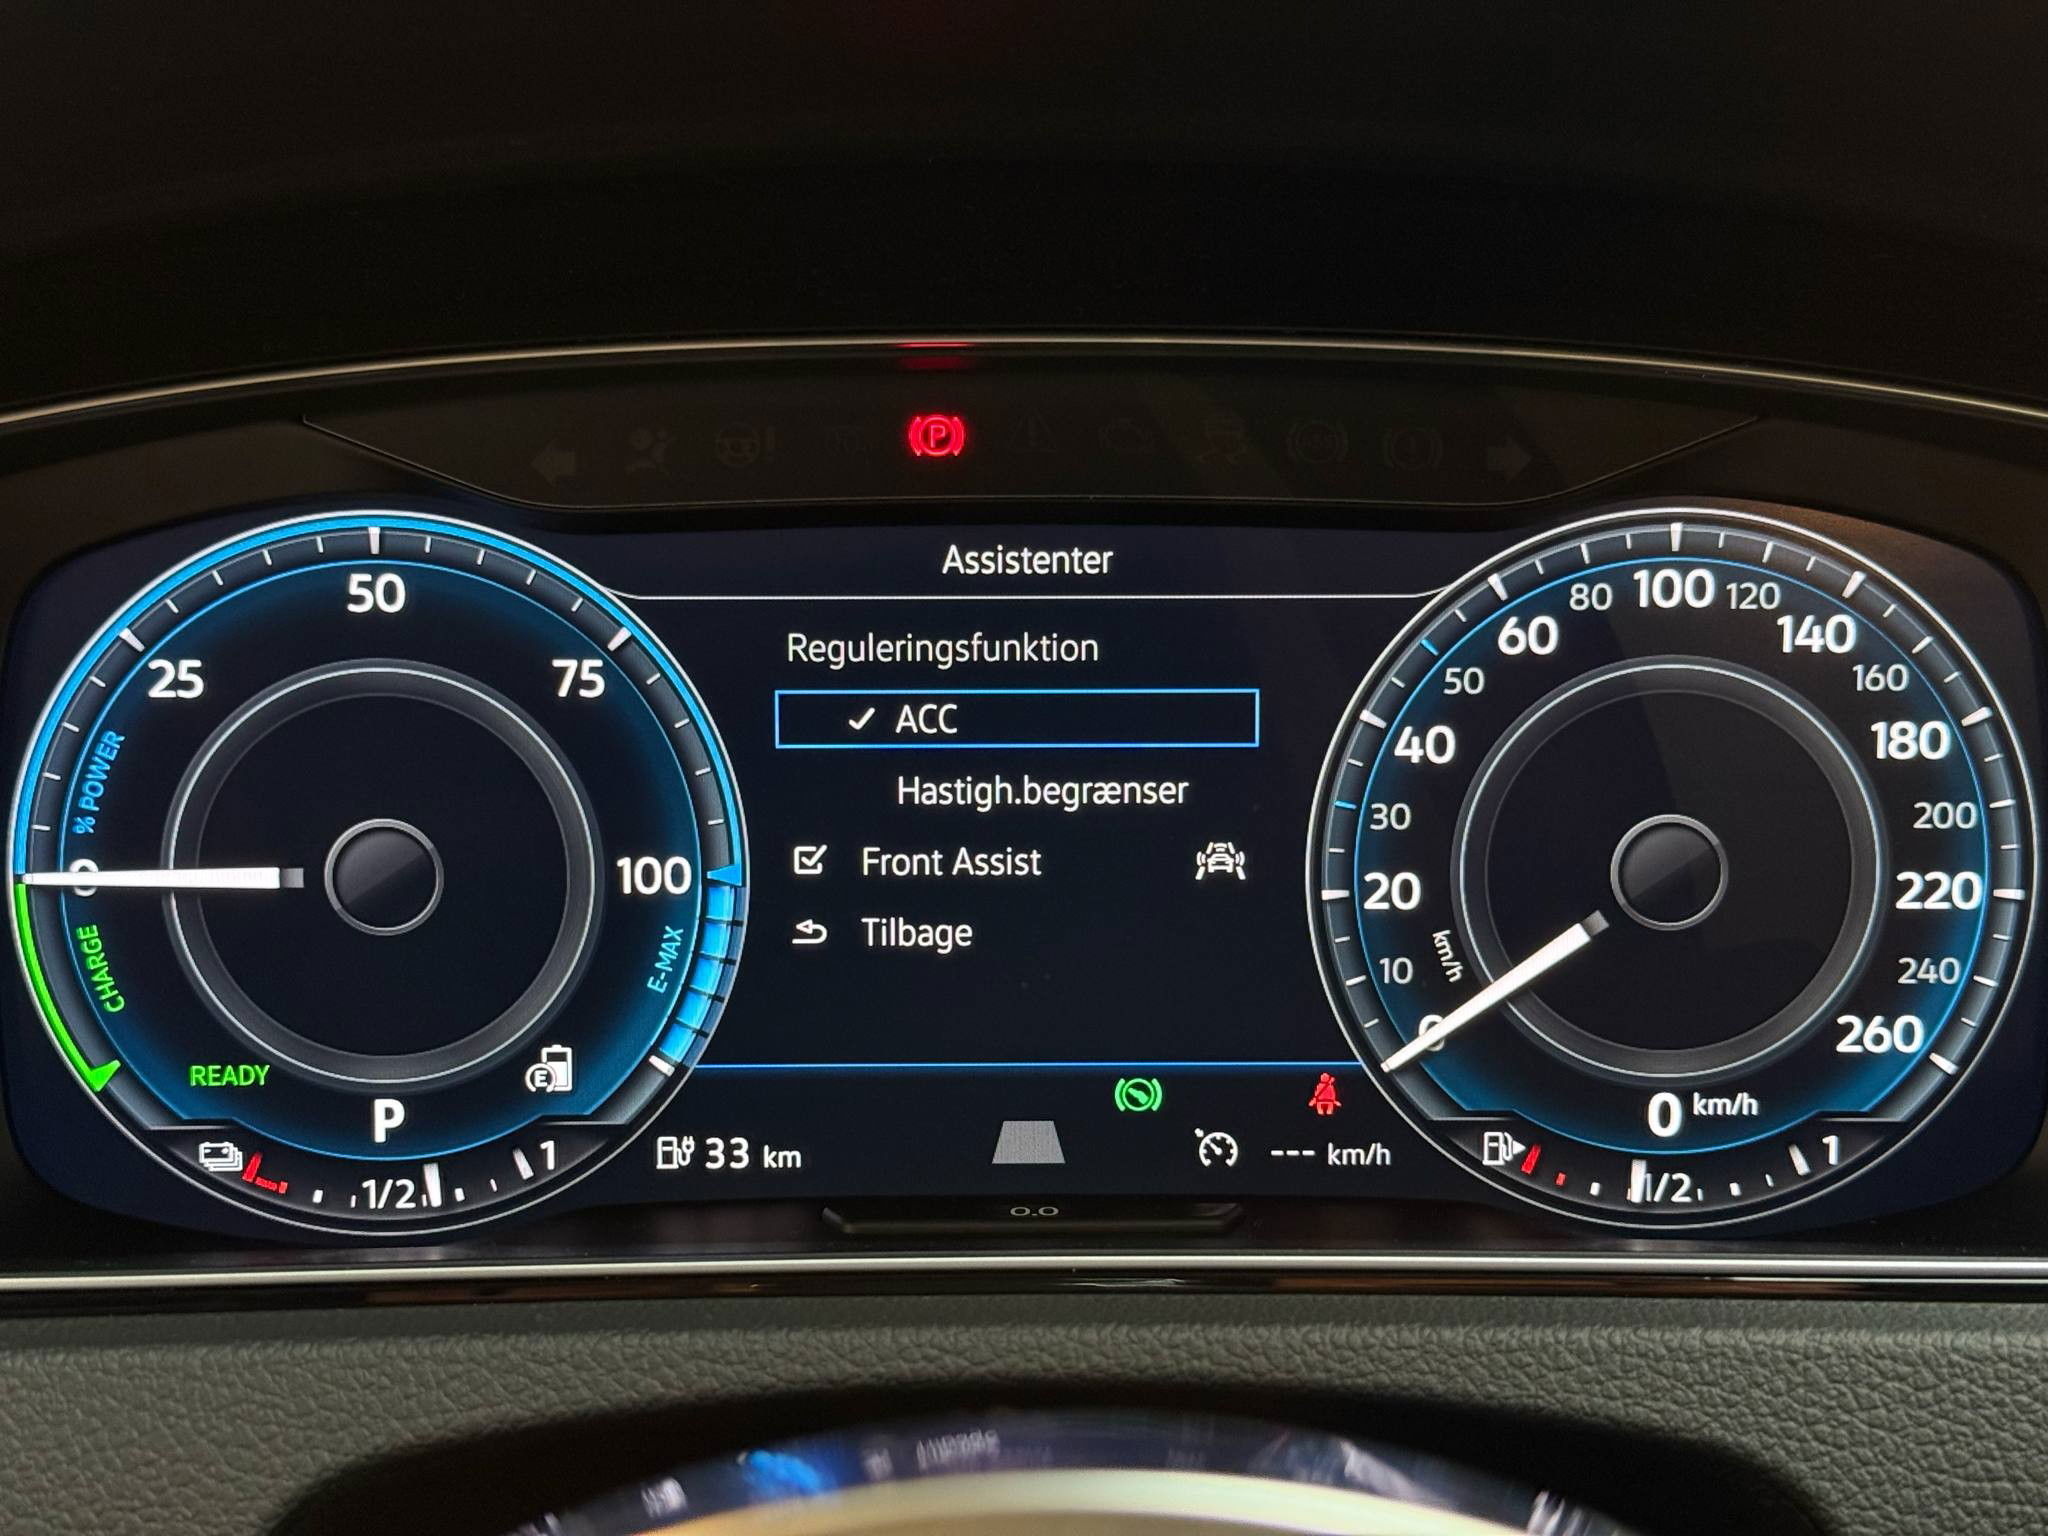 P
Assistenter
Reguleringsfunktion
ACC
Hastigh.begrænser
Front Assist
Tilbage
0
25
50
75
100
% POWER
CHARGE
E-MAX
READY
E
P
1/2
1
33 km
--- km/h
0.0
0
10
20
30
40
50
60
80
100
120
140
160
180
200
220
240
260
km/h
0 km/h
1/2
1